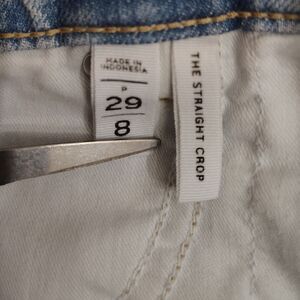 MADE IN
INDONESIA
P
29
8
THE STRAIGHT CROP